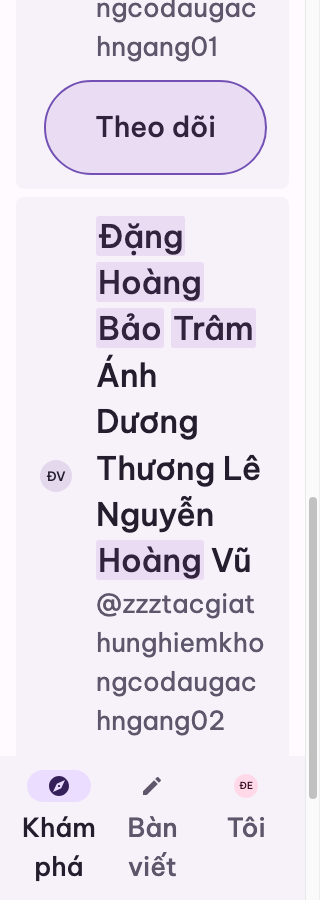 ngcodaugac
hngang01
Theo dõi
Đặng
Hoàng
Bảo Trâm
Ánh
Dương
Thương Lê
Nguyễn
Hoàng Vũ
ĐV
@zzztacgiat
hunghiemkho
ngcodaugac
hngang02
Khám
phá
Bàn
viết
ĐE
Tôi